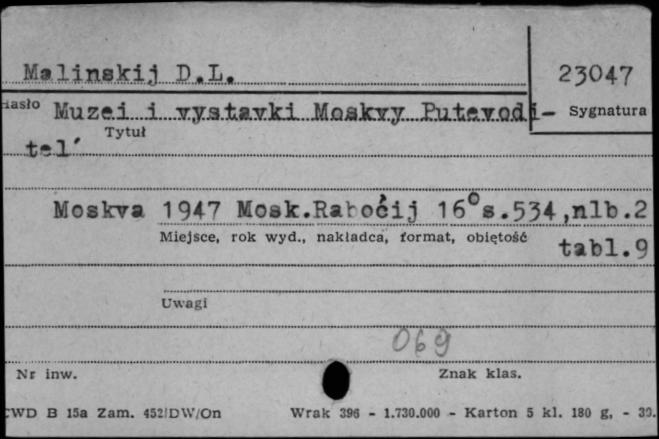 Malinskij D.L.
23047
Hasło Muzei i vystavki Moskvy Putevodi- Sygnatura
Tytuł
tel´
Moskva 1947 Mosk.Raboćij 16° s.534,nlb.2
Miejsce, rok wyd., nakładca, format, objętość
tabl.9
Uwagi
069
Nr inw. Znak klas.
CWD B 15a Zam. 452/DW/On Wrak 396 - 1.730.000 - Karton 5 kl. 180 g, - 30.